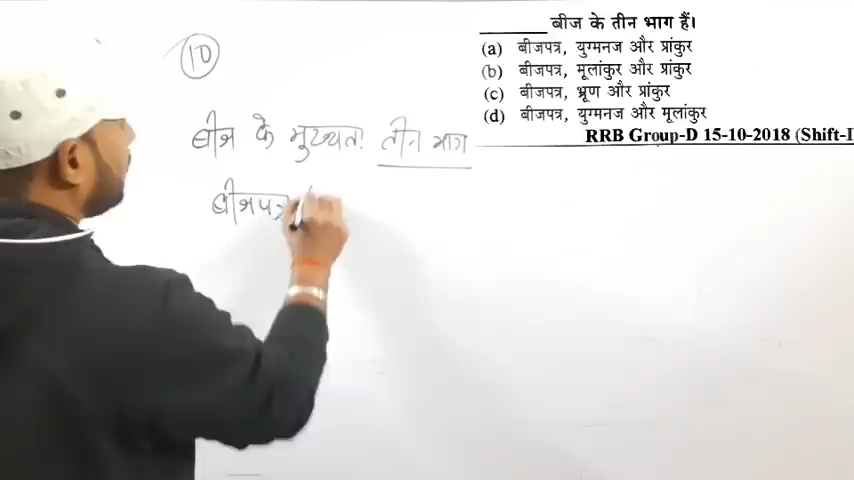 _______ बीज के तीन भाग हैं।
(a) बीजपत्र, युग्मनज और प्रांकुर
(b) बीजपत्र, मूलांकुर और प्रांकुर
(c) बीजपत्र, भ्रूण और प्रांकुर
(d) बीजपत्र, युग्मनज और मूलांकुर
RRB Group-D 15-10-2018 (Shift-I
10
बीज के मुख्यतः तीन भाग
बीजपत्र